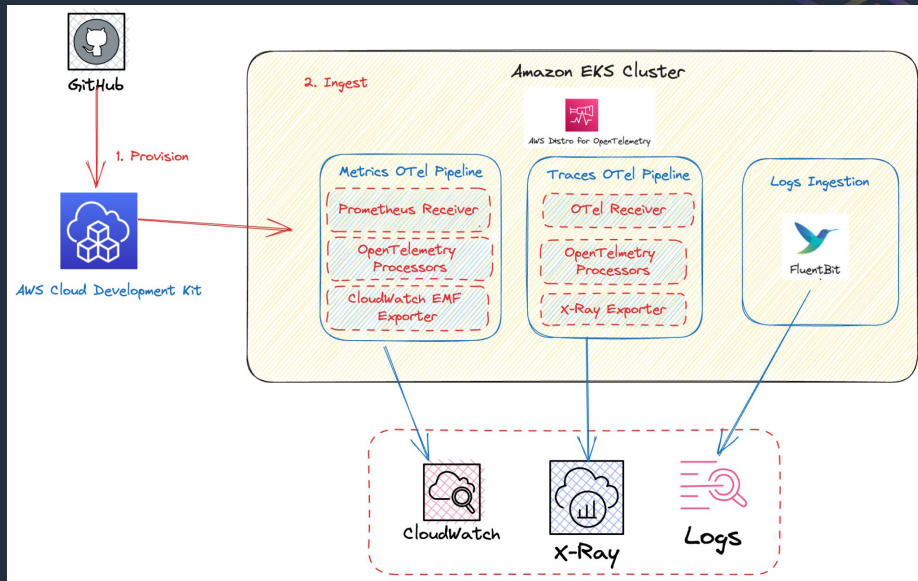 GitHub
1. Provision
AWS Cloud Development Kit
2. Ingest
Amazon EKS Cluster
AWS Distro for OpenTelemetry
Metrics OTel Pipeline
Prometheus Receiver
OpenTelemetry
Processors
CloudWatch EMF
Exporter
Traces OTel Pipeline
OTel Receiver
OpenTelmetry
Processors
X-Ray Exporter
Logs Ingestion
FluentBit
CloudWatch
X-Ray
Logs